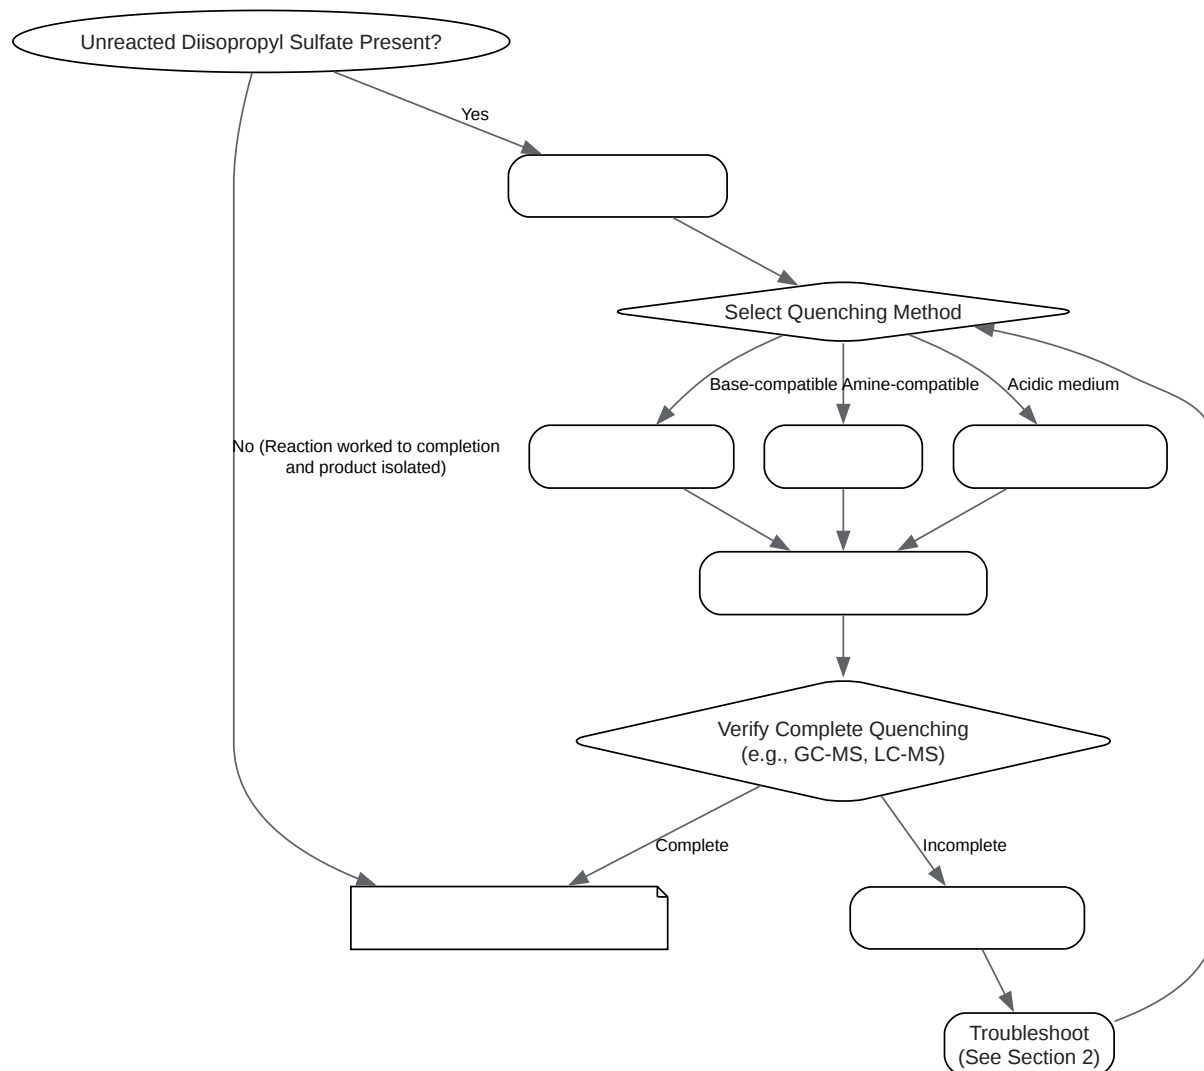 Unreacted Diisopropyl Sulfate Present?
Yes
Select Quenching Method
Base-compatible
Amine-compatible
Acidic medium
No (Reaction worked to completion
and product isolated)
Verify Complete Quenching
(e.g., GC-MS, LC-MS)
Complete
Incomplete
Troubleshoot
(See Section 2)